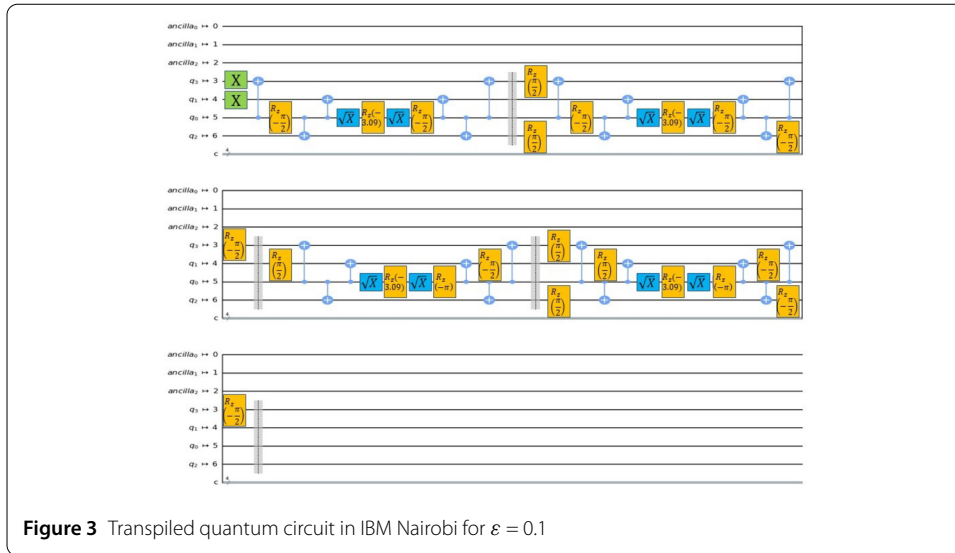 ancilla₀ ↦ 0
ancilla₁ ↦ 1
ancilla₂ ↦ 2
q₃ ↦ 3 X R_z (π/2)
q₁ ↦ 4 X
q₀ ↦ 5 R_z (−π/2) √X R_z(−3.09) √X R_z (−π/2) R_z (−π/2) √X R_z(−3.09) √X R_z (−π/2)
q₂ ↦ 6 R_z (π/2) R_z (−π/2)
c 4
ancilla₀ ↦ 0
ancilla₁ ↦ 1
ancilla₂ ↦ 2
q₃ ↦ 3 R_z (−π/2) R_z (π/2)
q₁ ↦ 4 R_z (π/2) R_z (−π/2) R_z (π/2) R_z (−π/2)
q₀ ↦ 5 √X R_z(−3.09) √X R_z (−π) √X R_z(−3.09) √X R_z (−π)
q₂ ↦ 6 R_z (π/2) R_z (−π/2)
c 4
ancilla₀ ↦ 0
ancilla₁ ↦ 1
ancilla₂ ↦ 2
q₃ ↦ 3 R_z (−π/2)
q₁ ↦ 4
q₀ ↦ 5
q₂ ↦ 6
c 4
Figure 3 Transpiled quantum circuit in IBM Nairobi for ε = 0.1